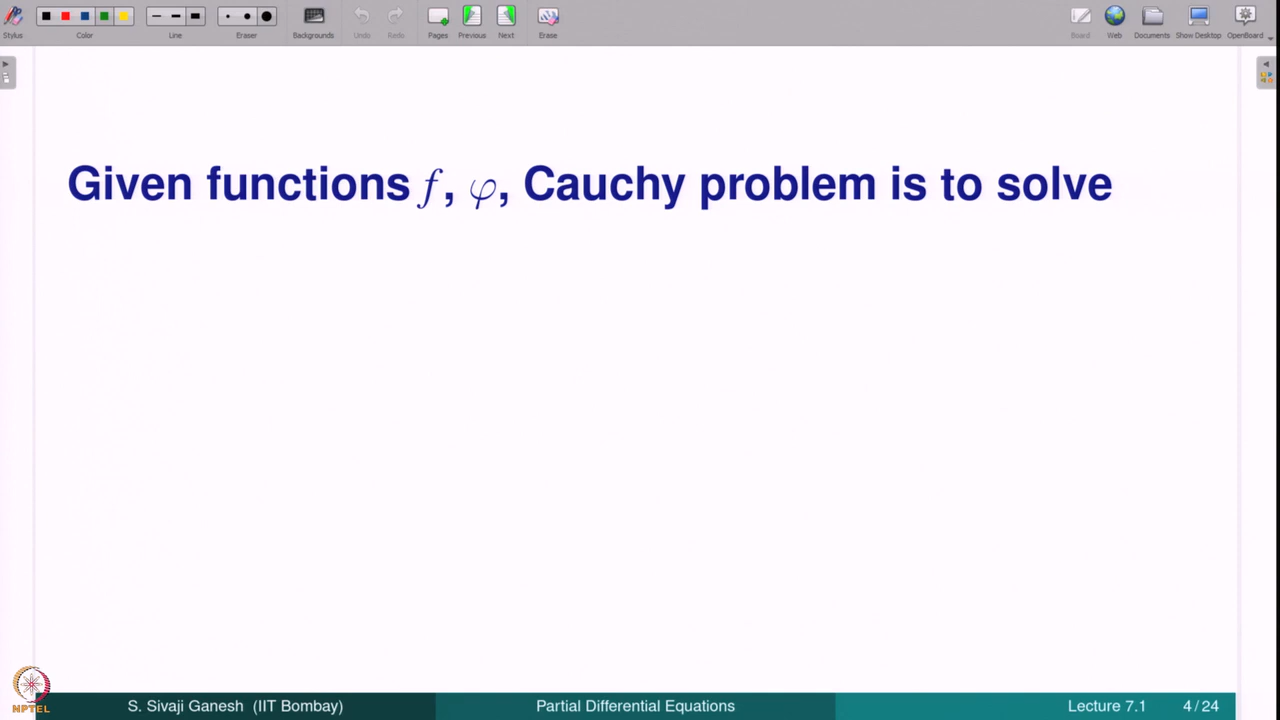 Stylus
Color
Line
Eraser
Backgrounds
Undo
Redo
Pages
Previous
Next
Erase
Board
Web
Documents
Show Desktop
OpenBoard
Given functions f, φ, Cauchy problem is to solve
NPTEL
S. Sivaji Ganesh (IIT Bombay)
Partial Differential Equations
Lecture 7.1
4 / 24